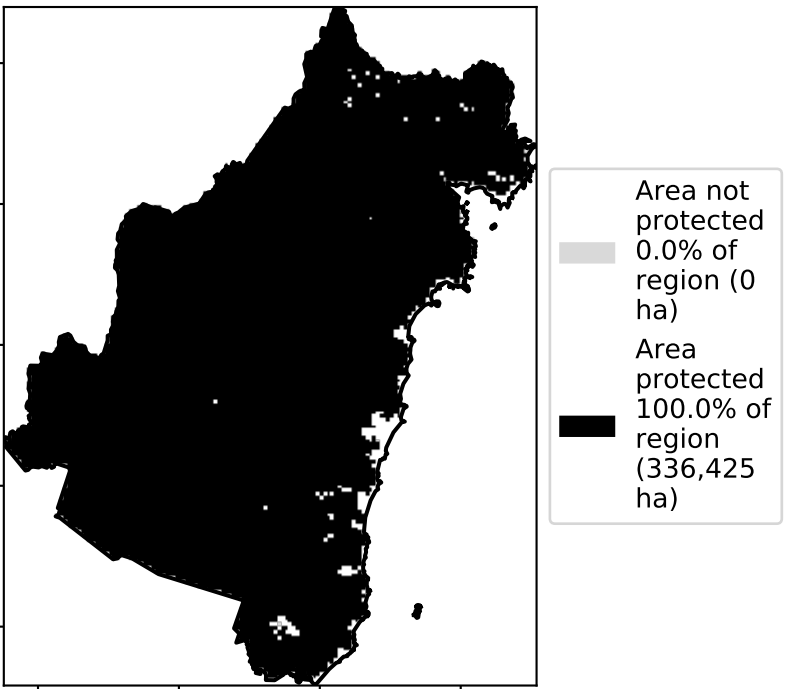 Area not
protected
0.0% of
region (0
ha)
Area
protected
100.0% of
region
(336,425
ha)